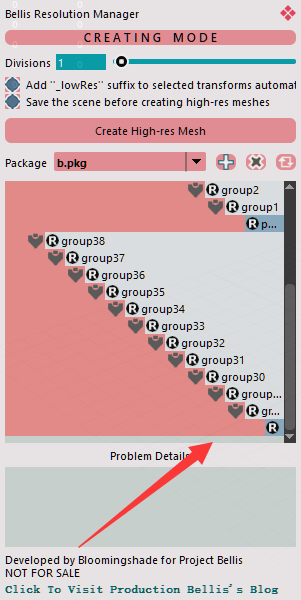 Bellis Resolution Manager
CREATING MODE
Divisions 1
Add "_lowRes" suffix to selected transforms automat
Save the scene before creating high-res meshes
Create High-res Mesh
Package b.pkg
R group2
R group1
R p...
R group38
R group37
R group36
R group35
R group34
R group33
R group32
R group31
R group30
R group...
R gr...
R
Problem Details
Developed by Bloomingshade for Project Bellis
NOT FOR SALE
Click To Visit Production Bellis's Blog